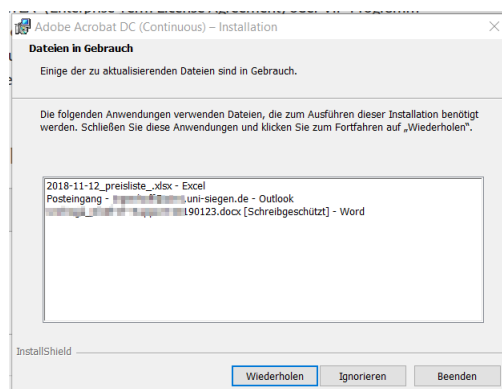 Adobe Acrobat DC (Continuous) – Installation
Dateien in Gebrauch
Einige der zu aktualisierenden Dateien sind in Gebrauch.
Die folgenden Anwendungen verwenden Dateien, die zum Ausführen dieser Installation benötigt
werden. Schließen Sie diese Anwendungen und klicken Sie zum Fortfahren auf „Wiederholen".
2018-11-12_preisliste_.xlsx - Excel
Posteingang - uni-siegen.de - Outlook
190123.docx [Schreibgeschützt] - Word
InstallShield
Wiederholen Ignorieren Beenden